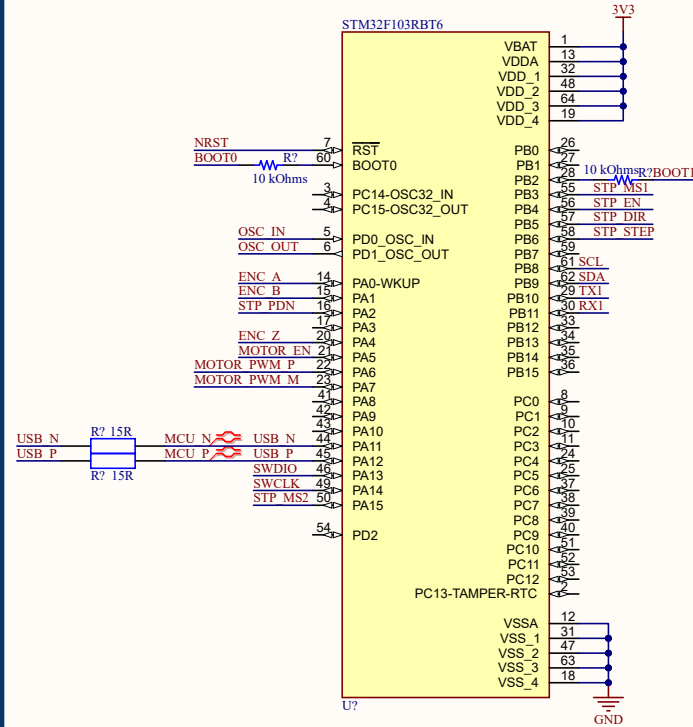 3V3
STM32F103RBT6
VBAT 1
VDDA 13
VDD_1 32
VDD_2 48
VDD_3 64
VDD_4 19
NRST 7 RST PB0 26
BOOT0 R? 60 BOOT0 PB1 27
10 kOhms PB2 28 10 kOhms R? BOOT1
3 PC14-OSC32_IN PB3 55 STP_MS1
4 PC15-OSC32_OUT PB4 56 STP_EN
PB5 57 STP_DIR
OSC_IN 5 PD0_OSC_IN PB6 58 STP_STEP
OSC_OUT 6 PD1_OSC_OUT PB7 59
PB8 61 SCL
ENC_A 14 PA0-WKUP PB9 62 SDA
ENC_B 15 PA1 PB10 29 TX1
STP_PDN 16 PA2 PB11 30 RX1
17 PA3 PB12 33
ENC_Z 20 PA4 PB13 34
MOTOR_EN 21 PA5 PB14 35
MOTOR_PWM_P 22 PA6 PB15 36
MOTOR_PWM_M 23 PA7
41 PA8 PC0 8
42 PA9 PC1 9
43 PA10 PC2 10
USB_N R? 15R MCU_N USB_N 44 PA11 PC3 11
USB_P R? 15R MCU_P USB_P 45 PA12 PC4 24
SWDIO 46 PA13 PC5 25
SWCLK 49 PA14 PC6 37
STP_MS2 50 PA15 PC7 38
PC8 39
54 PD2 PC9 40
PC10 51
PC11 52
PC12 53
PC13-TAMPER-RTC 2
VSSA 12
VSS_1 31
VSS_2 47
VSS_3 63
VSS_4 18
U?
GND